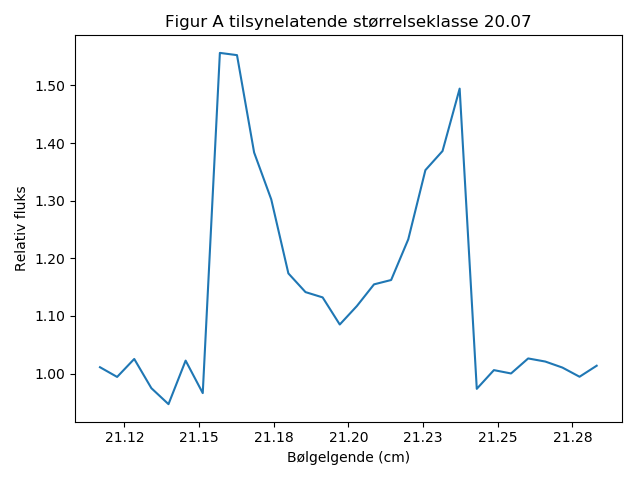 Figur A tilsynelatende størrelseklasse 20.07
1.50
1.40
1.30
1.20
1.10
1.00
Relativ fluks
21.12 21.15 21.18 21.20 21.23 21.25 21.28
Bølgelgende (cm)